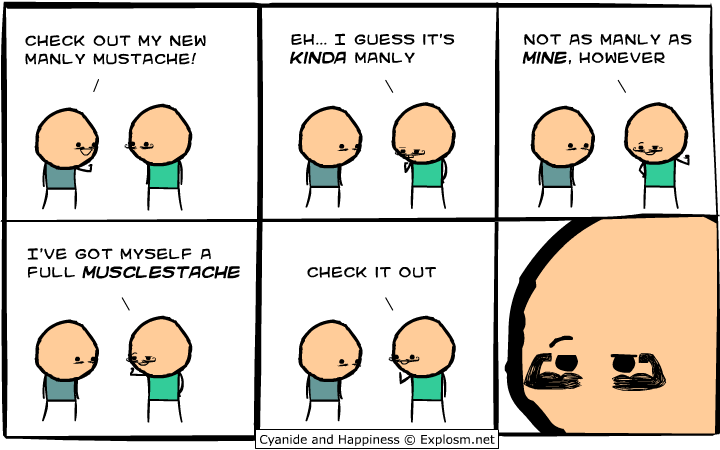 CHECK OUT MY NEW
MANLY MUSTACHE!
EH... I GUESS IT'S
KINDA MANLY
NOT AS MANLY AS
MINE, HOWEVER
I'VE GOT MYSELF A
FULL MUSCLESTACHE
CHECK IT OUT
Cyanide and Happiness © Explosm.net